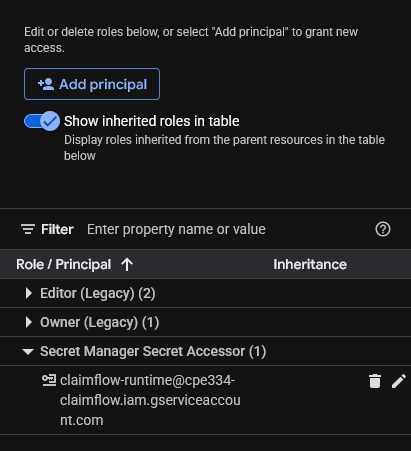 Edit or delete roles below, or select "Add principal" to grant new
access.
Add principal
Show inherited roles in table
Display roles inherited from the parent resources in the table
below
Filter Enter property name or value
Role / Principal Inheritance
Editor (Legacy) (2)
Owner (Legacy) (1)
Secret Manager Secret Accessor (1)
claimflow-runtime@cpe334-
claimflow.iam.gserviceaccou
nt.com